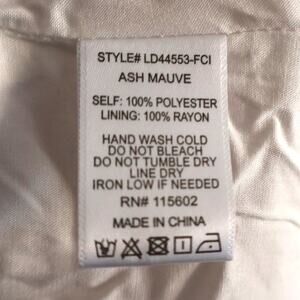 STYLE# LD44553-FCI
ASH MAUVE
SELF: 100% POLYESTER
LINING: 100% RAYON
HAND WASH COLD
DO NOT BLEACH
DO NOT TUMBLE DRY
LINE DRY
IRON LOW IF NEEDED
RN# 115602
MADE IN CHINA